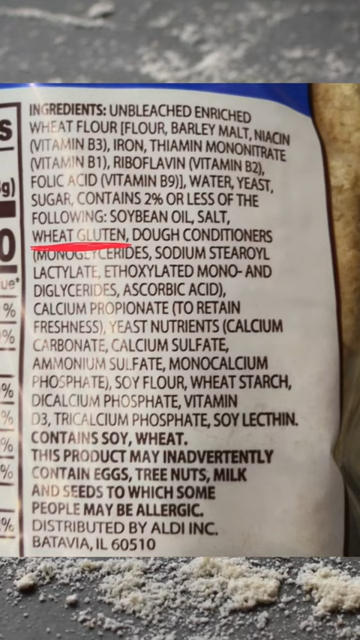 INGREDIENTS: UNBLEACHED ENRICHED
WHEAT FLOUR [FLOUR, BARLEY MALT, NIACIN
(VITAMIN B3), IRON, THIAMIN MONONITRATE
(VITAMIN B1), RIBOFLAVIN (VITAMIN B2),
FOLIC ACID (VITAMIN B9)], WATER, YEAST,
SUGAR, CONTAINS 2% OR LESS OF THE
FOLLOWING: SOYBEAN OIL, SALT,
WHEAT GLUTEN, DOUGH CONDITIONERS
(MONOGLYCERIDES, SODIUM STEAROYL
LACTYLATE, ETHOXYLATED MONO- AND
DIGLYCERIDES, ASCORBIC ACID),
CALCIUM PROPIONATE (TO RETAIN
FRESHNESS), YEAST NUTRIENTS (CALCIUM
CARBONATE, CALCIUM SULFATE,
AMMONIUM SULFATE, MONOCALCIUM
PHOSPHATE), SOY FLOUR, WHEAT STARCH,
DICALCIUM PHOSPHATE, VITAMIN
D3, TRICALCIUM PHOSPHATE, SOY LECTHIN.
CONTAINS SOY, WHEAT.
THIS PRODUCT MAY INADVERTENTLY
CONTAIN EGGS, TREE NUTS, MILK
AND SEEDS TO WHICH SOME
PEOPLE MAY BE ALLERGIC.
DISTRIBUTED BY ALDI INC.
BATAVIA, IL 60510